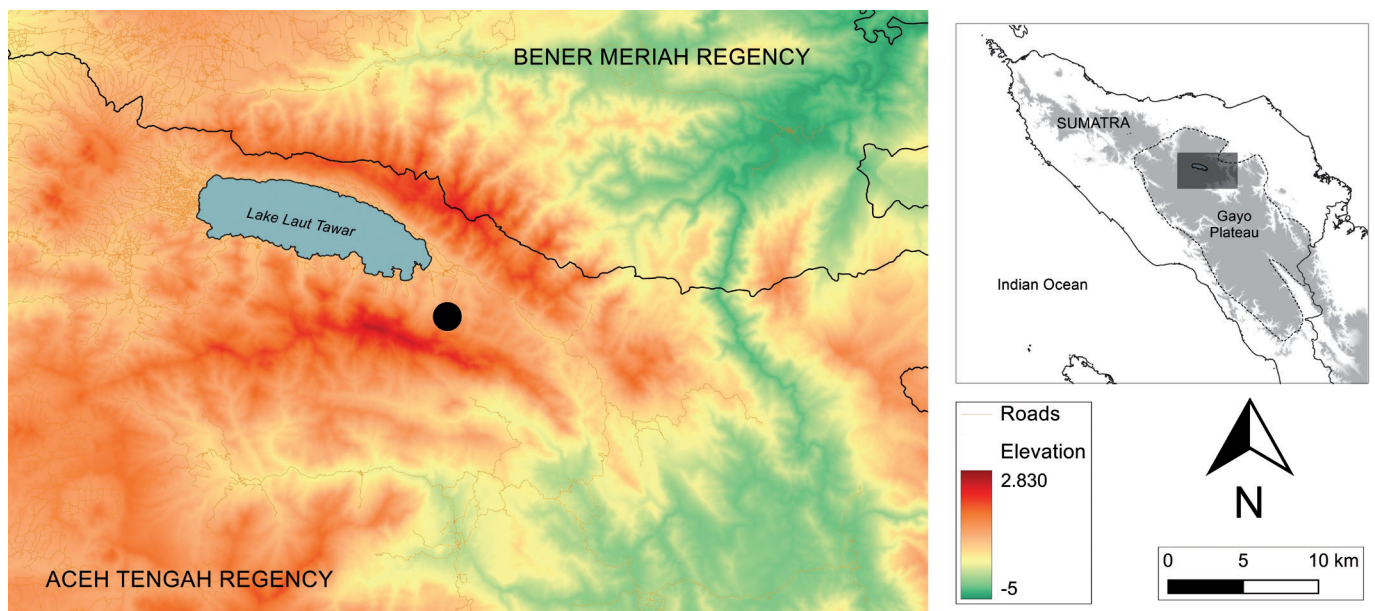 BENER MERIAH REGENCY
Lake Laut Tawar
ACEH TENGAH REGENCY
SUMATRA
Gayo
Plateau
Indian Ocean
Roads
Elevation
2.830
-5
N
0 5 10 km